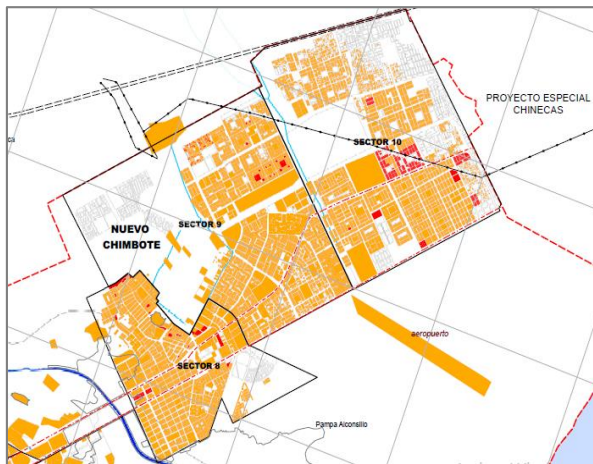 PROYECTO ESPECIAL
CHINECAS
SECTOR 10
SECTOR 9
NUEVO
CHIMBOTE
aeropuerto
SECTOR 8
Pampa Alconsillo